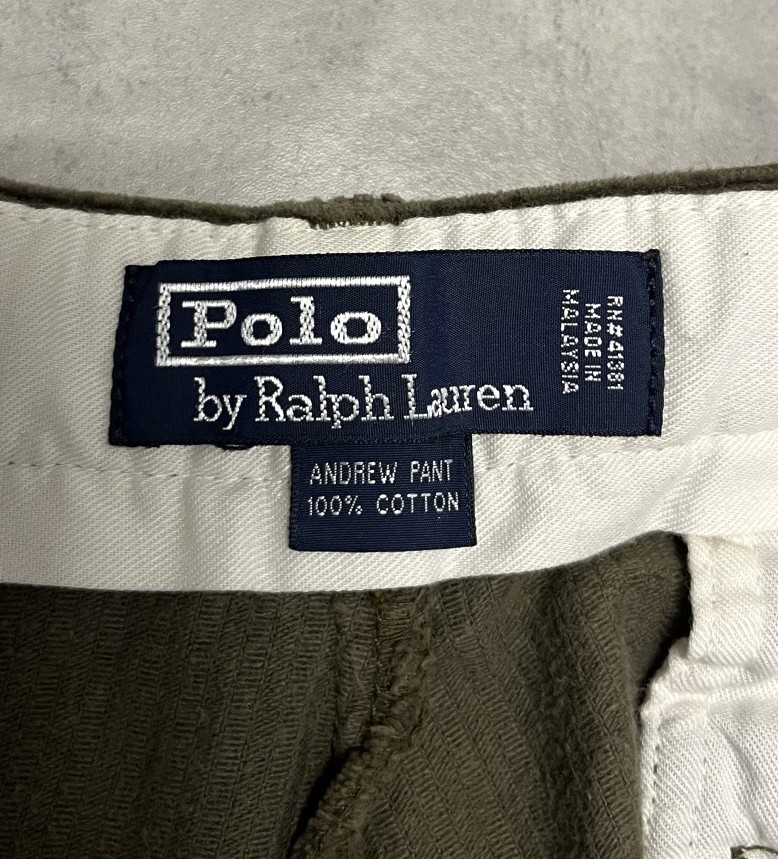 Polo
by Ralph Lauren
RN#41381
MADE IN
MALAYSIA
ANDREW PANT
100% COTTON